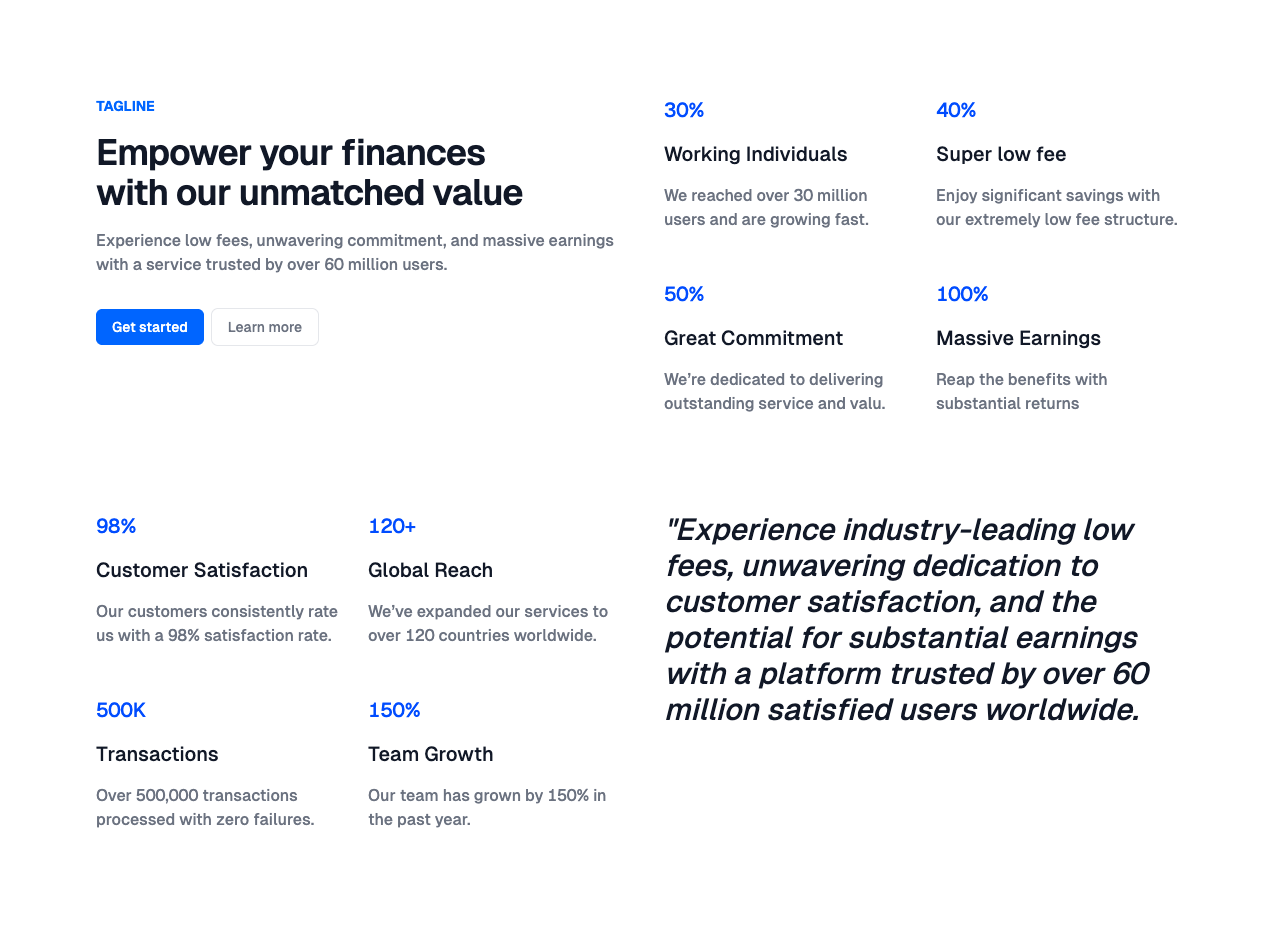 TAGLINE
Empower your finances
with our unmatched value
Experience low fees, unwavering commitment, and massive earnings
with a service trusted by over 60 million users.
Get started
Learn more
30%
Working Individuals
We reached over 30 million
users and are growing fast.
40%
Super low fee
Enjoy significant savings with
our extremely low fee structure.
50%
Great Commitment
We’re dedicated to delivering
outstanding service and valu.
100%
Massive Earnings
Reap the benefits with
substantial returns
98%
Customer Satisfaction
Our customers consistently rate
us with a 98% satisfaction rate.
120+
Global Reach
We’ve expanded our services to
over 120 countries worldwide.
500K
Transactions
Over 500,000 transactions
processed with zero failures.
150%
Team Growth
Our team has grown by 150% in
the past year.
"Experience industry-leading low
fees, unwavering dedication to
customer satisfaction, and the
potential for substantial earnings
with a platform trusted by over 60
million satisfied users worldwide.